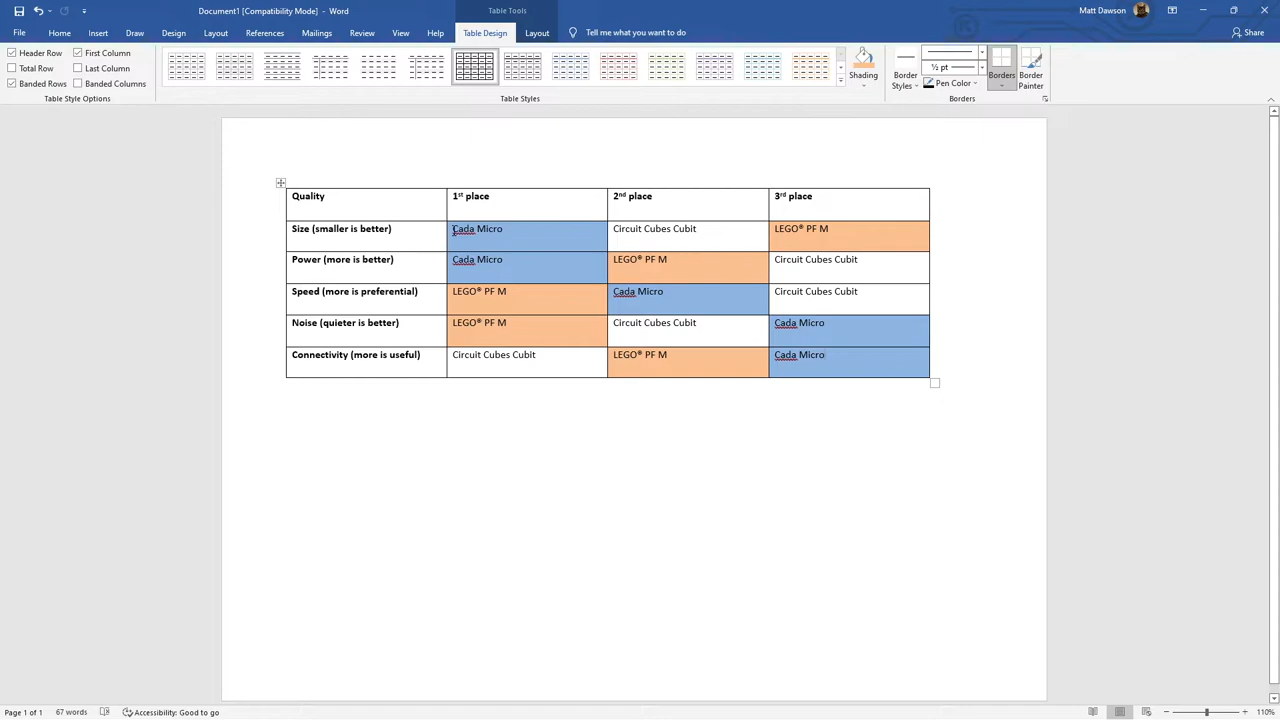 Document1 [Compatibility Mode] - Word
Table Tools
Matt Dawson
File Home Insert Draw Design Layout References Mailings Review View Help Table Design Layout Tell me what you want to do Share
Header Row First Column
Total Row Last Column
Banded Rows Banded Columns
Table Style Options
Table Styles
Shading
Border Styles
½ pt
Pen Color
Borders
Border Painter
Borders
Quality 1st place 2nd place 3rd place
Size (smaller is better) Cada Micro Circuit Cubes Cubit LEGO® PF M
Power (more is better) Cada Micro LEGO® PF M Circuit Cubes Cubit
Speed (more is preferential) LEGO® PF M Cada Micro Circuit Cubes Cubit
Noise (quieter is better) LEGO® PF M Circuit Cubes Cubit Cada Micro
Connectivity (more is useful) Circuit Cubes Cubit LEGO® PF M Cada Micro
Page 1 of 1 67 words Accessibility: Good to go 110%